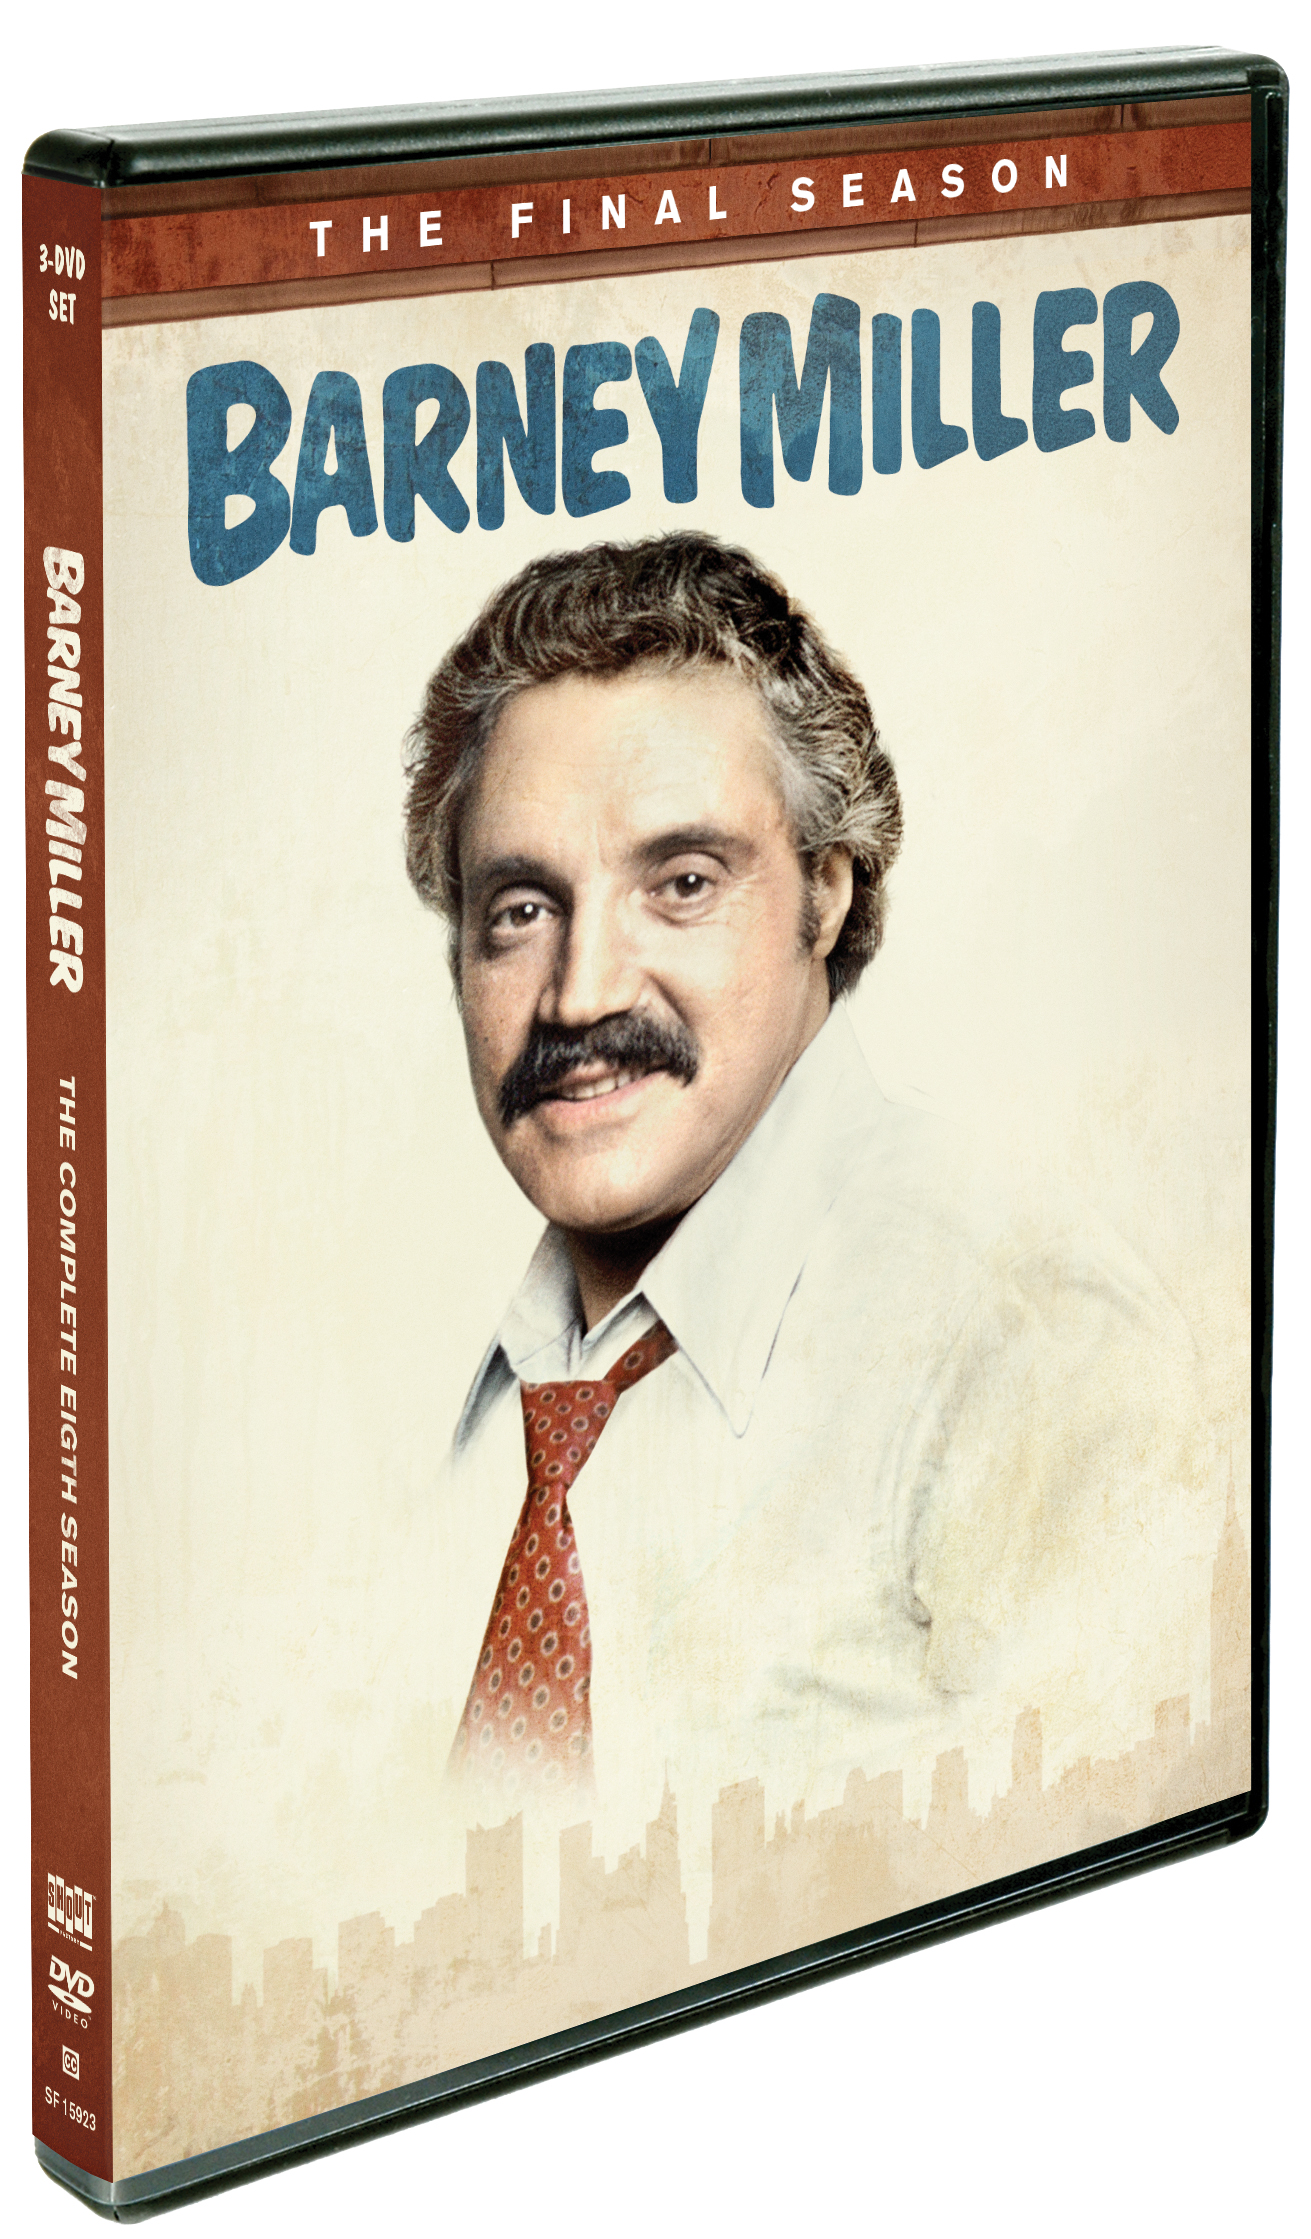 THE FINAL SEASON
BARNEY MILLER
3-DVD
SET
BARNEY MILLER
THE COMPLETE EIGTH SEASON
SHOUT
FACTORY
DVD
VIDEO
CC
SF 15923